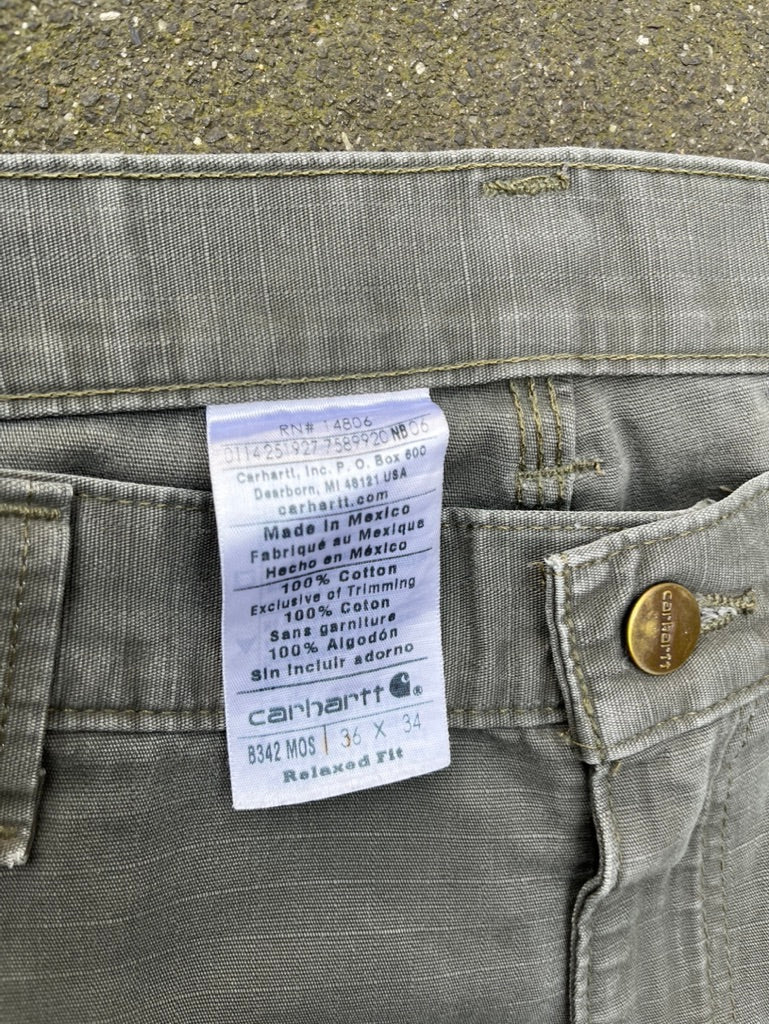 RN# 14806
0114251927 7589920 NB 06
Carhartt, Inc. P. O. Box 600
Dearborn, MI 48121 USA
carhartt.com
Made in Mexico
Fabriqué au Mexique
Hecho en México
100% Cotton
Exclusive of Trimming
100% Coton
Sans garniture
100% Algodón
Sin incluir adorno
carhartt ®
B342 MOS 36 X 34
Relaxed Fit
carhartt